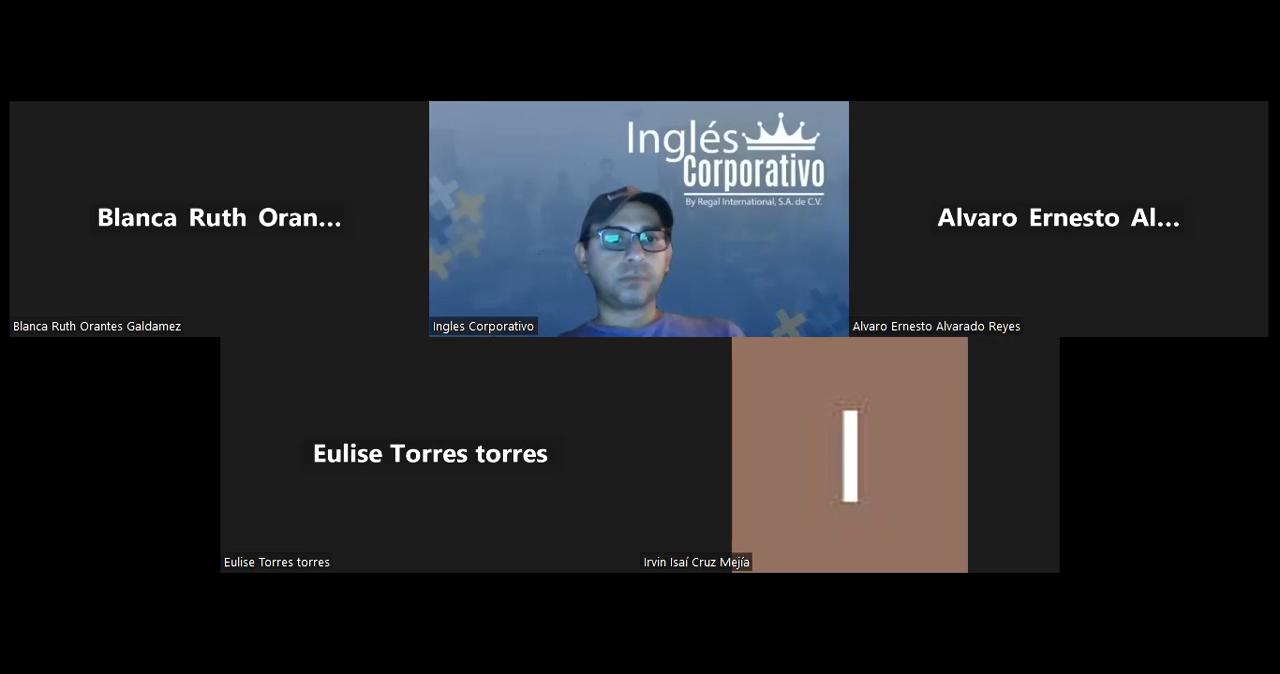 Blanca Ruth Oran...
Inglés
Corporativo
By Regal International, S.A. de C.V.
Alvaro Ernesto Al...
Blanca Ruth Orantes Galdamez
Ingles Corporativo
Alvaro Ernesto Alvarado Reyes
Eulise Torres torres
I
Eulise Torres torres
Irvin Isaí Cruz Mejía